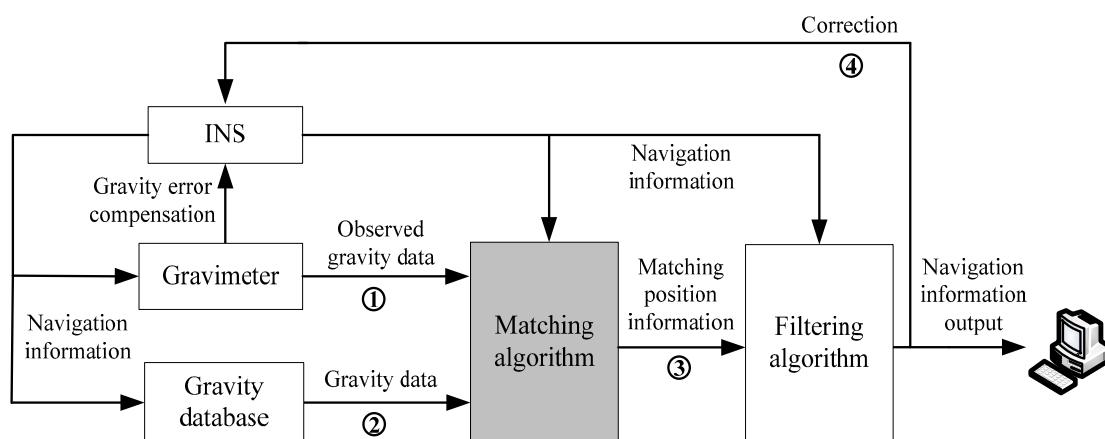 Correction
④
INS
Navigation
information
Gravity error
compensation
Observed
gravity data
①
Gravimeter
Matching
algorithm
Matching
position
information
③
Filtering
algorithm
Navigation
information
output
Navigation
information
Gravity
database
Gravity data
②